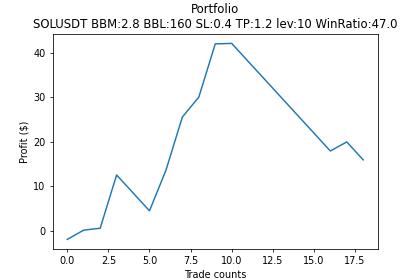 Portfolio
SOLUSDT BBM:2.8 BBL:160 SL:0.4 TP:1.2 lev:10 WinRatio:47.0
40
30
20
10
0
Profit ($)
0.0 2.5 5.0 7.5 10.0 12.5 15.0 17.5
Trade counts